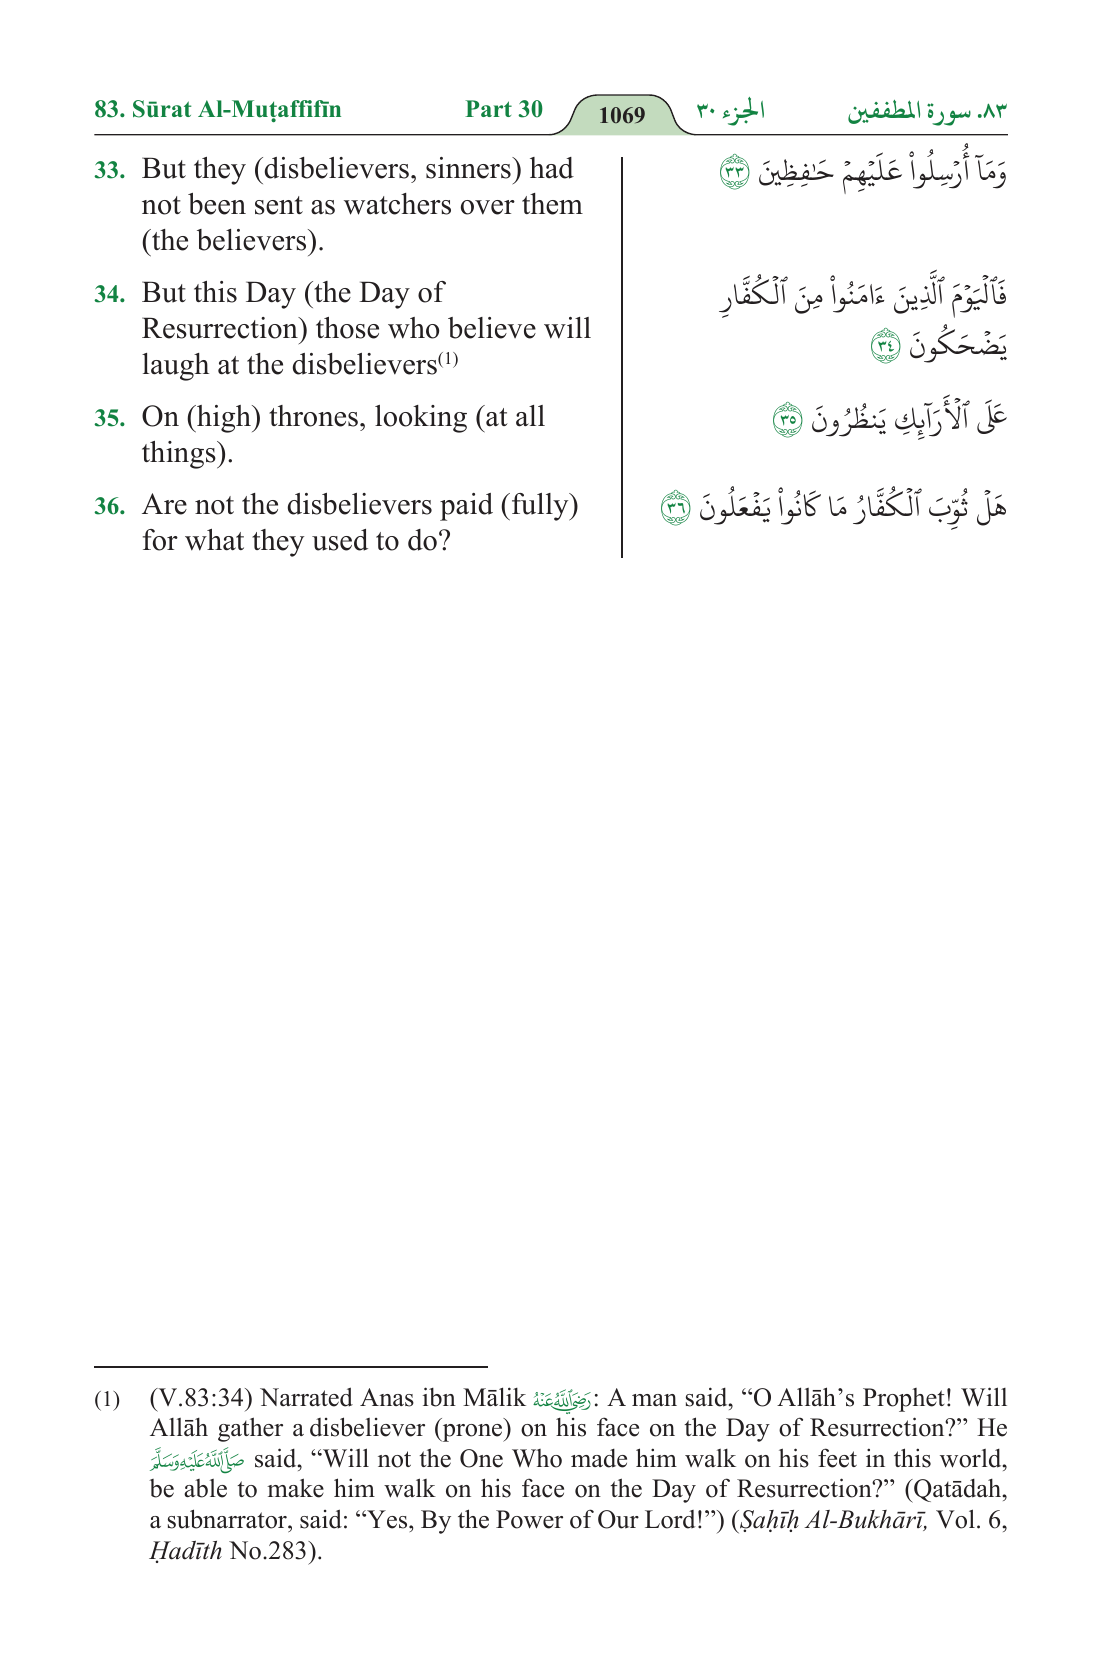 83. Sūrat Al-Muṭaffifīn Part 30 1069 الجزء ٣٠ ٨٣. سورة المطففين
33. But they (disbelievers, sinners) had
not been sent as watchers over them
(the believers).
وَمَآ أُرْسِلُوا۟ عَلَيْهِمْ حَـٰفِظِينَ ٣٣
34. But this Day (the Day of
Resurrection) those who believe will
laugh at the disbelievers(1)
فَٱلْيَوْمَ ٱلَّذِينَ ءَامَنُوا۟ مِنَ ٱلْكُفَّارِ
يَضْحَكُونَ ٣٤
35. On (high) thrones, looking (at all
things).
عَلَى ٱلْأَرَآئِكِ يَنظُرُونَ ٣٥
36. Are not the disbelievers paid (fully)
for what they used to do?
هَلْ ثُوِّبَ ٱلْكُفَّارُ مَا كَانُوا۟ يَفْعَلُونَ ٣٦
(1) (V.83:34) Narrated Anas ibn Mālik رَضِيَ اللَّهُ عَنْهُ: A man said, “O Allāh’s Prophet! Will
Allāh gather a disbeliever (prone) on his face on the Day of Resurrection?” He
صَلَّى اللَّهُ عَلَيْهِ وَسَلَّمَ said, “Will not the One Who made him walk on his feet in this world,
be able to make him walk on his face on the Day of Resurrection?” (Qatādah,
a subnarrator, said: “Yes, By the Power of Our Lord!”) (Ṣaḥīḥ Al-Bukhārī, Vol. 6,
Ḥadīth No.283).